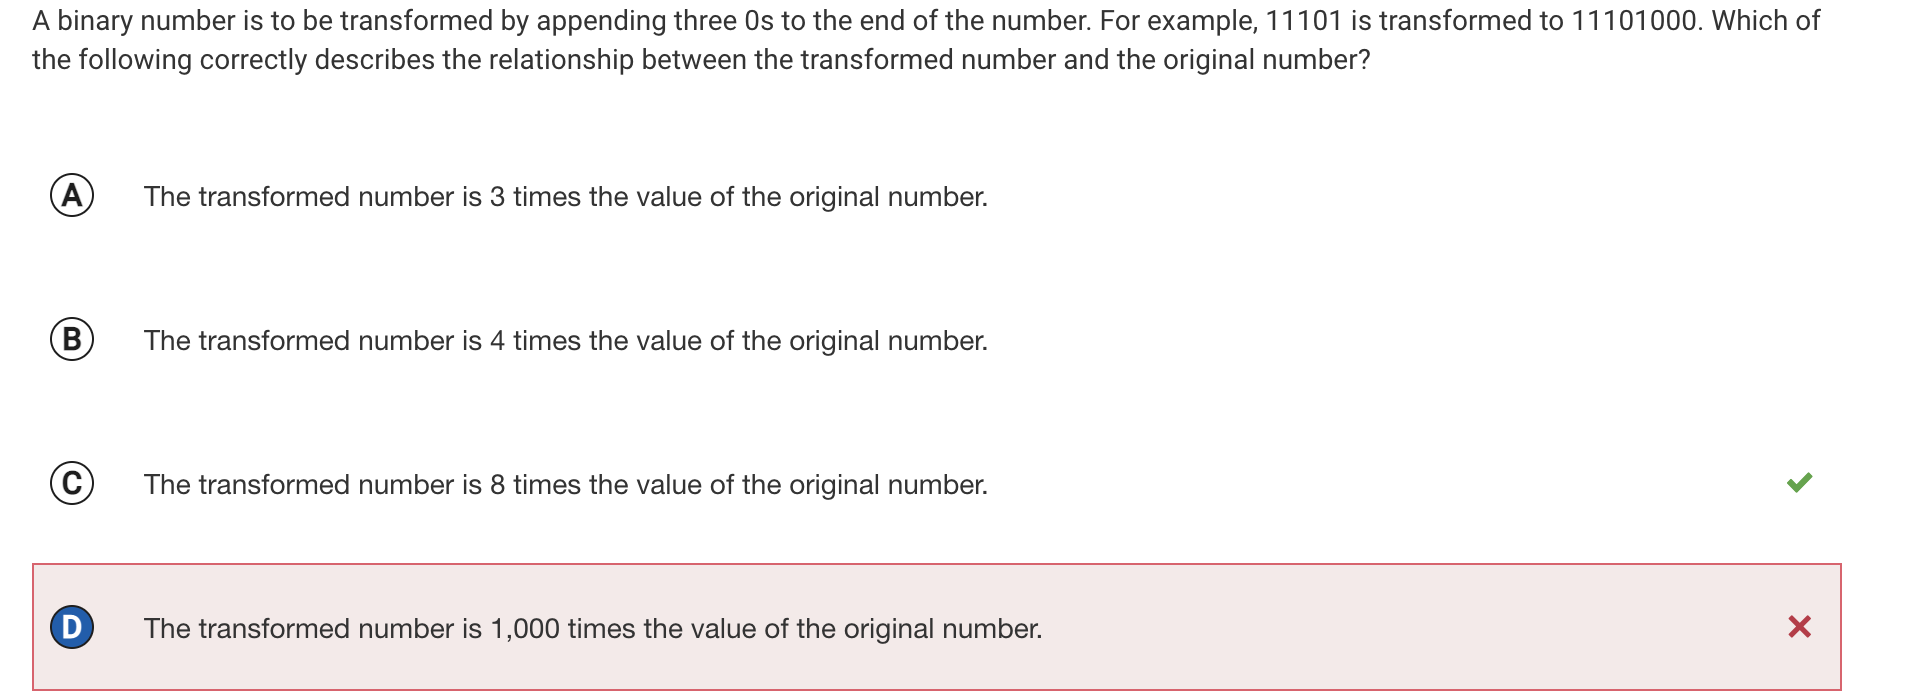 A binary number is to be transformed by appending three 0s to the end of the number. For example, 11101 is transformed to 11101000. Which of
the following correctly describes the relationship between the transformed number and the original number?
A The transformed number is 3 times the value of the original number.
B The transformed number is 4 times the value of the original number.
C The transformed number is 8 times the value of the original number.
D The transformed number is 1,000 times the value of the original number.